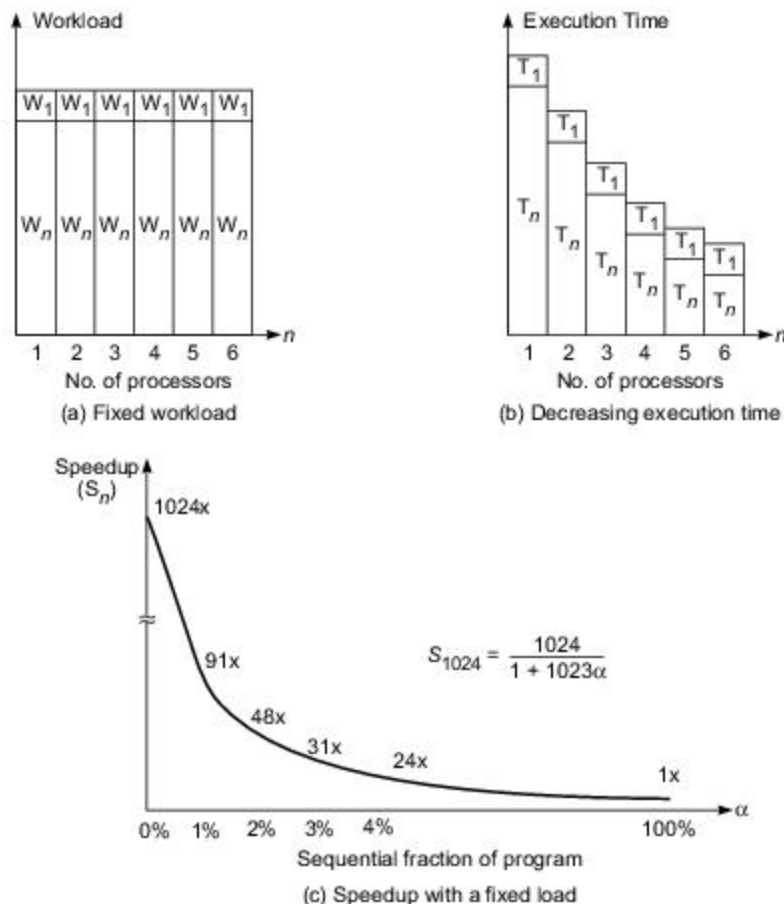 Workload
W1 W1 W1 W1 W1 W1
Wn Wn Wn Wn Wn Wn
n
1 2 3 4 5 6
No. of processors
(a) Fixed workload
Execution Time
T1 T1 T1 T1 T1 T1
Tn Tn Tn Tn Tn Tn
n
1 2 3 4 5 6
No. of processors
(b) Decreasing execution time
Speedup
(Sn)
1024x
91x
48x
31x
24x
1x
S1024 = 1024 / 1 + 1023α
α
0% 1% 2% 3% 4% 100%
Sequential fraction of program
(c) Speedup with a fixed load